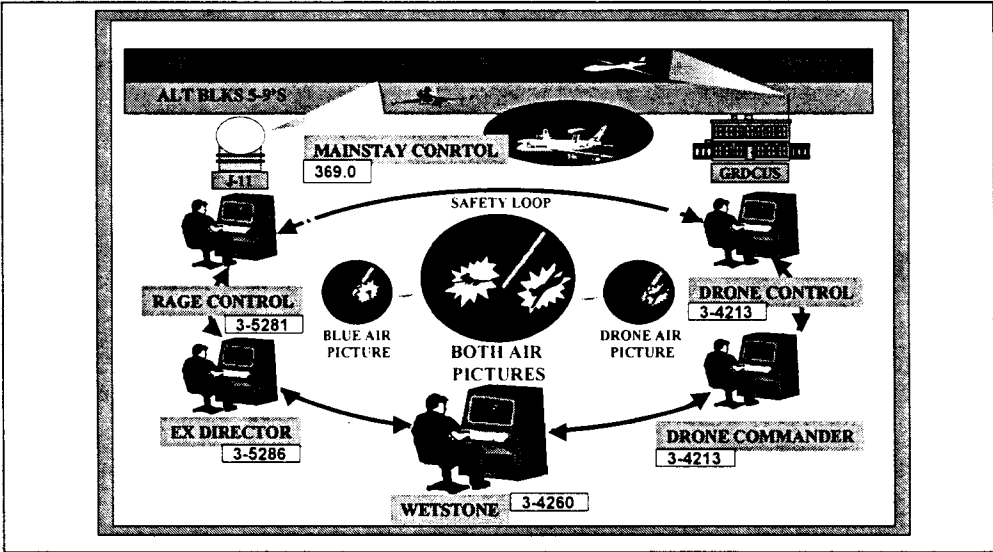 ALT BLKS 5-9'S
MAINSTAY CONRTOL
369.0
J-11
GRDCUS
SAFETY LOOP
RAGE CONTROL
3-5281
BLUE AIR
PICTURE
BOTH AIR
PICTURES
DRONE AIR
PICTURE
DRONE CONTROL
3-4213
EX DIRECTOR
3-5286
DRONE COMMANDER
3-4213
WETSTONE
3-4260